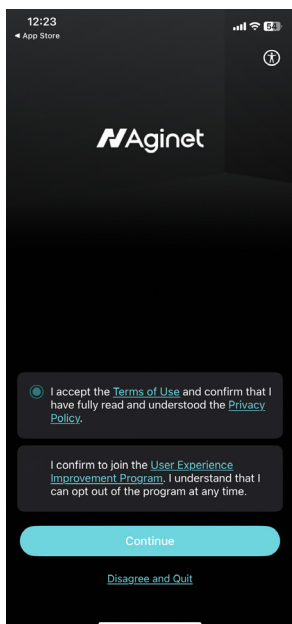 12:23
54
◀ App Store
Aginet
I accept the Terms of Use and confirm that I
have fully read and understood the Privacy
Policy.
I confirm to join the User Experience
Improvement Program. I understand that I
can opt out of the program at any time.
Continue
Disagree and Quit